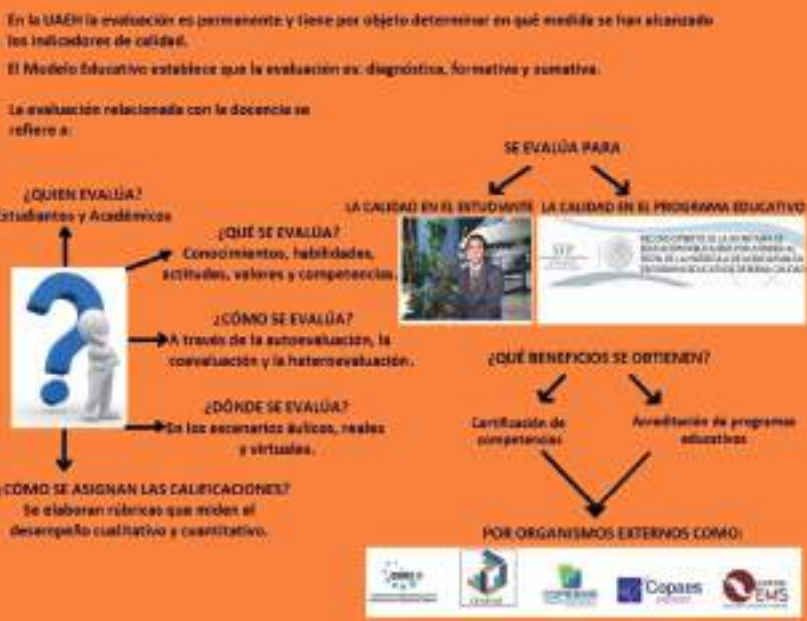 En la UAEH la evaluación es permanente y tiene por objeto determinar en qué medida se han alcanzado
los indicadores de calidad.
El Modelo Educativo establece que la evaluación es: diagnóstica, formativa y sumativa.
La evaluación relacionada con la docencia se
refiere a:
¿QUIEN EVALÚA?
Estudiantes y Académicos
¿QUÉ SE EVALÚA?
Conocimientos, habilidades,
actitudes, valores y competencias.
¿CÓMO SE EVALÚA?
A través de la autoevaluación, la
coevaluación y la heteroevaluación.
¿DÓNDE SE EVALÚA?
En los escenarios áulicos, reales
y virtuales.
¿CÓMO SE ASIGNAN LAS CALIFICACIONES?
Se elaboran rúbricas que miden el
desempeño cualitativo y cuantitativo.
SE EVALÚA PARA
LA CALIDAD EN EL ESTUDIANTE
LA CALIDAD EN EL PROGRAMA EDUCATIVO
SEP
¿QUÉ BENEFICIOS SE OBTIENEN?
Certificación de
competencias
Acreditación de programas
educativos
POR ORGANISMOS EXTERNOS COMO:
Copaes
EMS